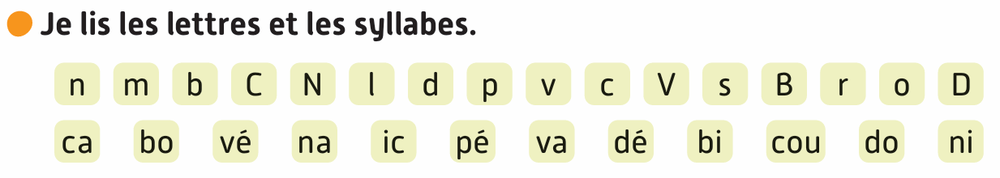 Je lis les lettres et les syllabes.
n m b C N l d p v c V s B r o D
ca bo vé na ic pé va dé bi cou do ni